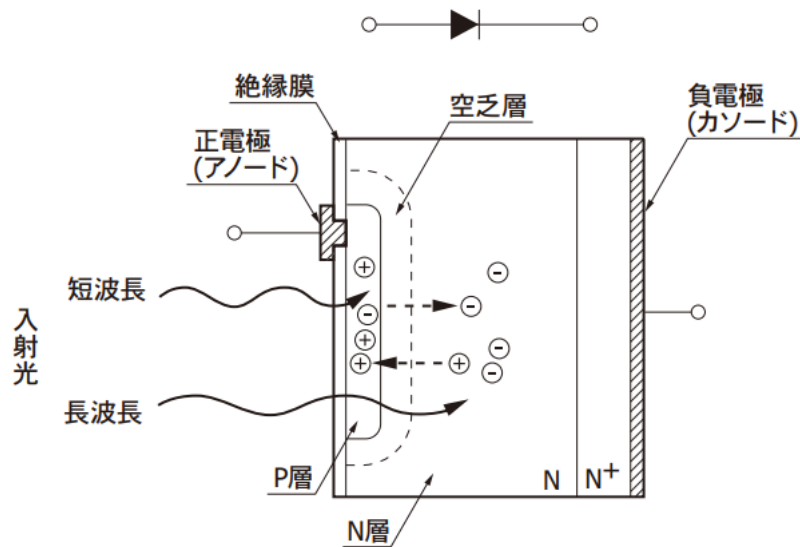 絶縁膜
空乏層
負電極
(カソード)
正電極
(アノード)
短波長
入射光
長波長
P層
N層
N
N+